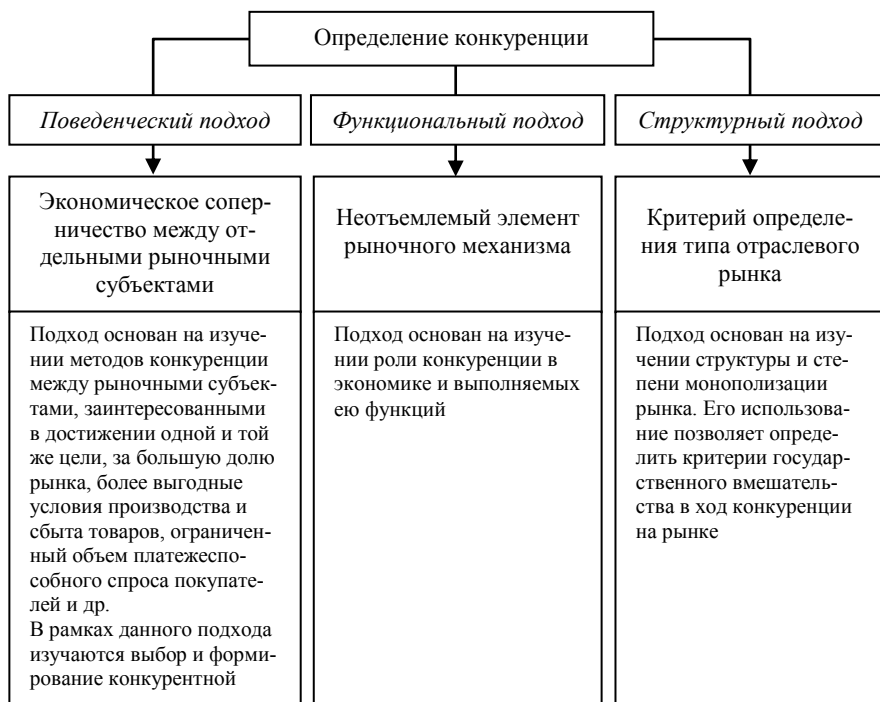 Определение конкуренции
Поведенческий подход
Функциональный подход
Структурный подход
Экономическое сопер-
ничество между от-
дельными рыночными
субъектами
Неотъемлемый элемент
рыночного механизма
Критерий определе-
ния типа отраслевого
рынка
Подход основан на изуче-
нии методов конкуренции
между рыночными субъек-
тами, заинтересованными
в достижении одной и той
же цели, за большую долю
рынка, более выгодные
условия производства и
сбыта товаров, ограничен-
ный объем платежеспо-
собного спроса покупате-
лей и др.
В рамках данного подхода
изучаются выбор и форми-
рование конкурентной
Подход основан на изуче-
нии роли конкуренции в
экономике и выполняемых
ею функций
Подход основан на изу-
чении структуры и сте-
пени монополизации
рынка. Его использова-
ние позволяет опреде-
лить критерии государ-
ственного вмешатель-
ства в ход конкуренции
на рынке